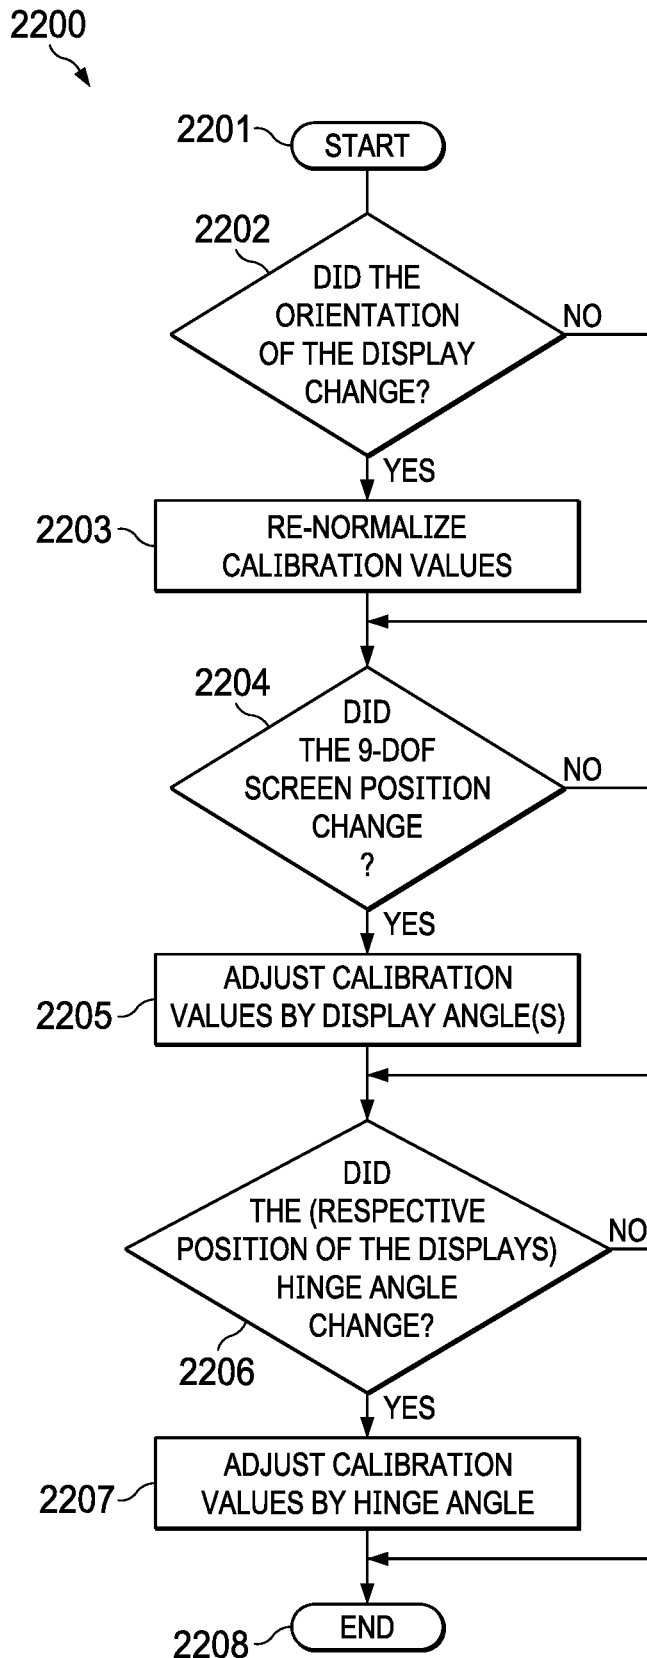 2200
2201
START
2202
DID THE
ORIENTATION
OF THE DISPLAY
CHANGE?
NO
YES
2203
RE-NORMALIZE
CALIBRATION VALUES
2204
DID
THE 9-DOF
SCREEN POSITION
CHANGE
?
NO
YES
2205
ADJUST CALIBRATION
VALUES BY DISPLAY ANGLE(S)
DID
THE (RESPECTIVE
POSITION OF THE DISPLAYS)
HINGE ANGLE
CHANGE?
NO
2206
YES
2207
ADJUST CALIBRATION
VALUES BY HINGE ANGLE
2208
END